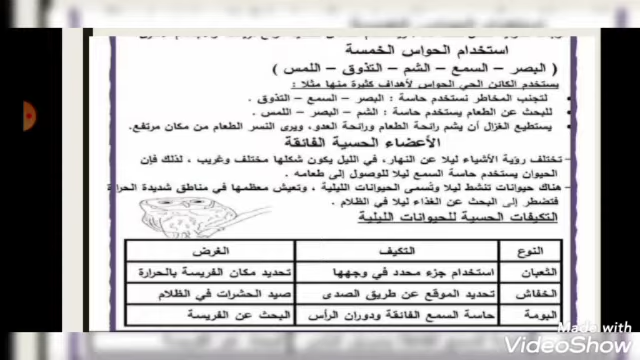 استخدام الحواس الخمسة
( البصر – السمع – الشم – التذوق – اللمس )
يستخدم الكائن الحي الحواس لأهداف كثيرة منها مثلا :
لتجنب المخاطر نستخدم حاسة : البصر – السمع – التذوق .
للبحث عن الطعام يستخدم حاسة : الشم – البصر – اللمس .
يستطيع الغزال أن يشم رائحة الطعام ورائحة العدو، ويرى النسر الطعام من مكان مرتفع.
الأعضاء الحسية الفائقة
– تختلف ر�ية الأشياء ليلا عن النهار، في الليل يكون شكلها مختلف وغريب ، لذلك فإن
الحيوان يستخدم حاسة السمع ليلا للوصول إلى طعامه .
– هناك حيوانات تنشط ليلا وتسمى الحيوانات الليلية ، وتعيش معظمها في مناطق شديدة الحرارة
فتضطر إلى البحث عن الغذاء ليلا في الظلام .
التكيفات الحسية للحيوانات الليلية
النوع التكيف الغرض
الثعبان استخدام جزء محدد في وجهها تحديد مكان الفريسة بالحرارة
الخفاش تحديد الموقع عن طريق الصدى صيد الحشرات في الظلام
البومة حاسة السمع الفائقة ودوران الرأس البحث عن الفريسة
Made with
VideoShow